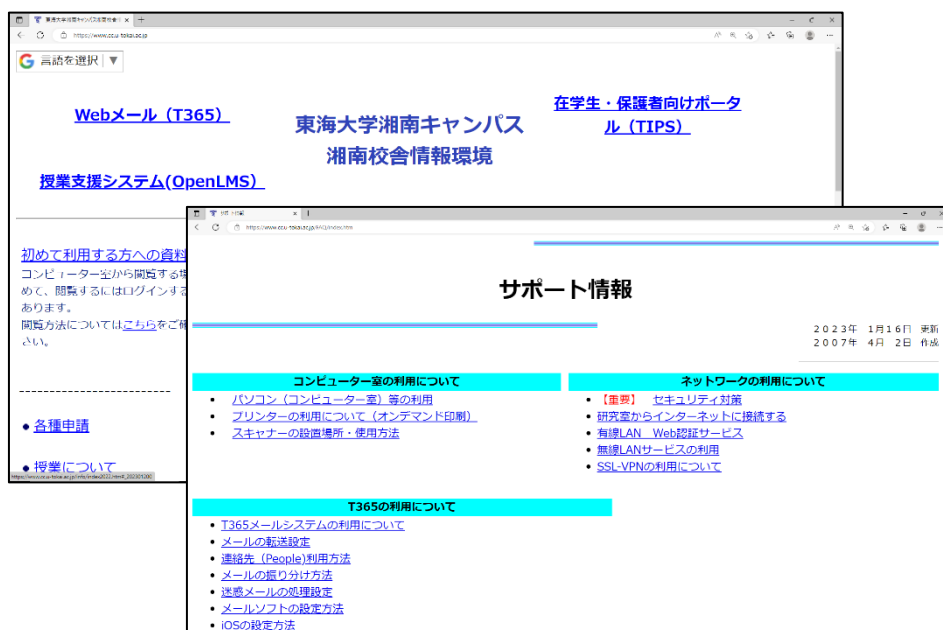 https://www.cc.u-tokai.ac.jp
言語を選択 | ▼
Webメール（T365）
東海大学湘南キャンパス
湘南校舎情報環境
在学生・保護者向けポータ
ル（TIPS）
授業支援システム(OpenLMS)
初めて利用する方への資料
コンピューター室から閲覧する場
めて、閲覧するにはログインする
あります。
閲覧方法についてはこちらをご確
さい。
-------------------------
各種申請
授業について
サポート情報
2023年 1月16日 更新
2007年 4月 2日 作成
コンピューター室の利用について
パソコン（コンピューター室）等の利用
プリンターの利用について（オンデマンド印刷）
スキャナーの設置場所・使用方法
ネットワークの利用について
【重要】 セキュリティ対策
研究室からインターネットに接続する
有線LAN Web認証サービス
無線LANサービスの利用
SSL-VPNの利用について
T365の利用について
T365メールシステムの利用について
メールの転送設定
連絡先（People)利用方法
メールの振り分け方法
迷惑メールの処理設定
メールソフトの設定方法
iOSの設定方法